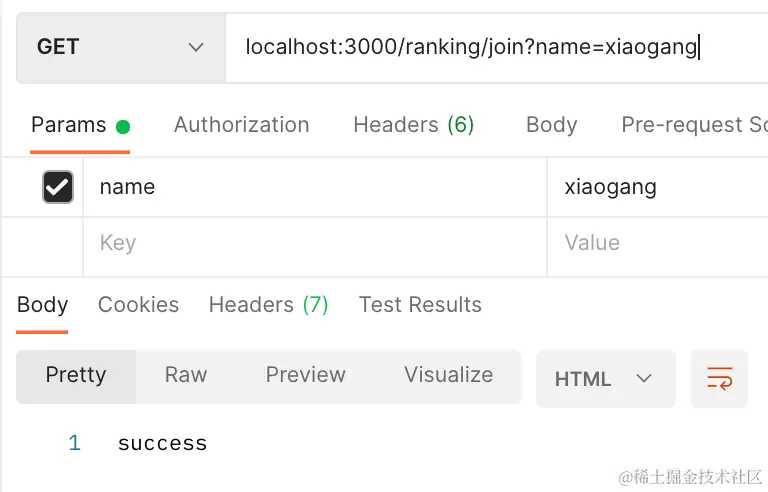 GET localhost:3000/ranking/join?name=xiaogang
Params Authorization Headers (6) Body Pre-request Sc
name xiaogang
Key Value
Body Cookies Headers (7) Test Results
Pretty Raw Preview Visualize HTML
1 success
@稀土掘金技术社区